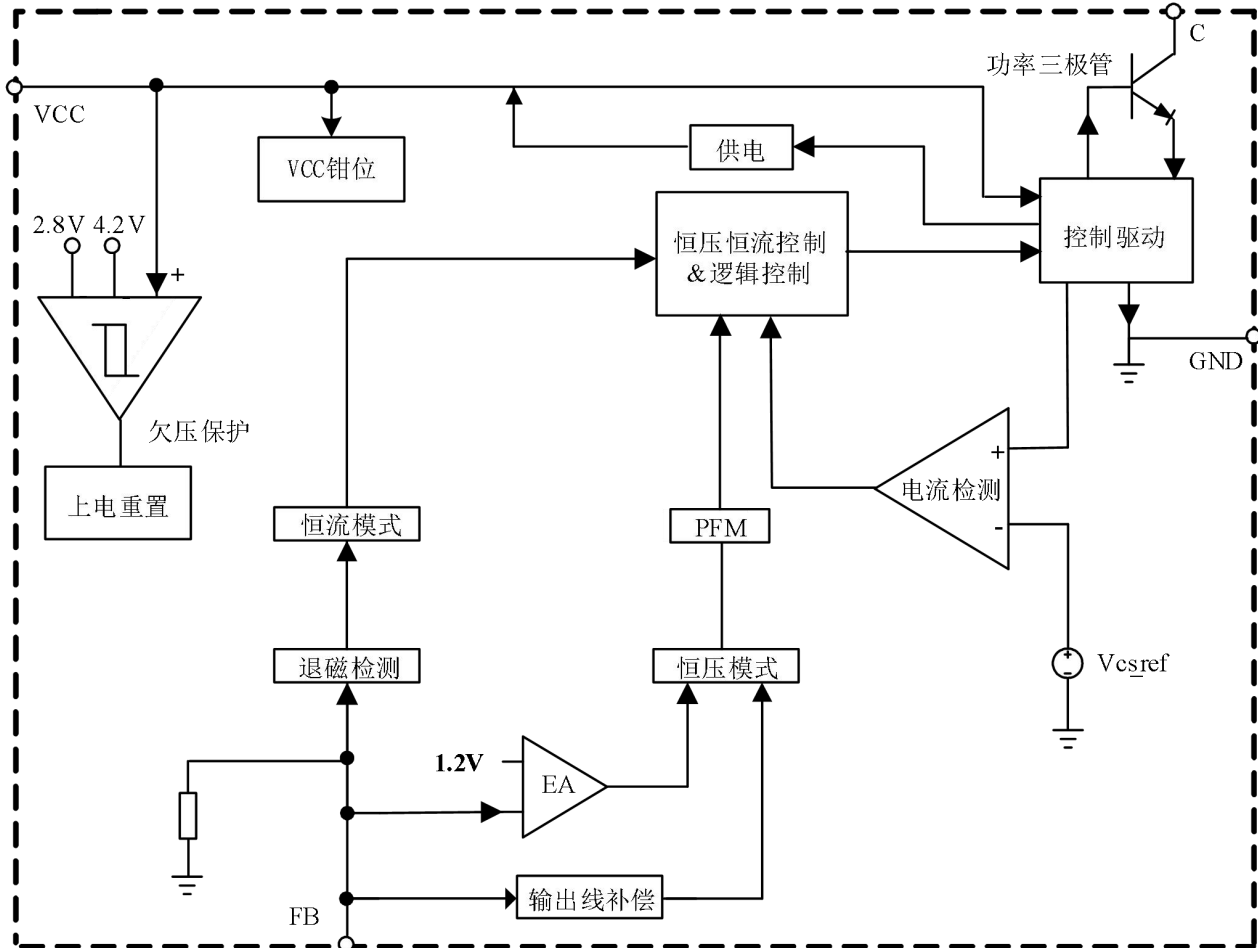 C
功率三极管
VCC
供电
VCC钳位
2.8V 4.2V
恒压恒流控制
&逻辑控制
控制驱动
+
GND
欠压保护
+
电流检测
上电重置
恒流模式
PFM
-
退磁检测
恒压模式
+
-
Vcs_ref
1.2V
EA
输出线补偿
FB